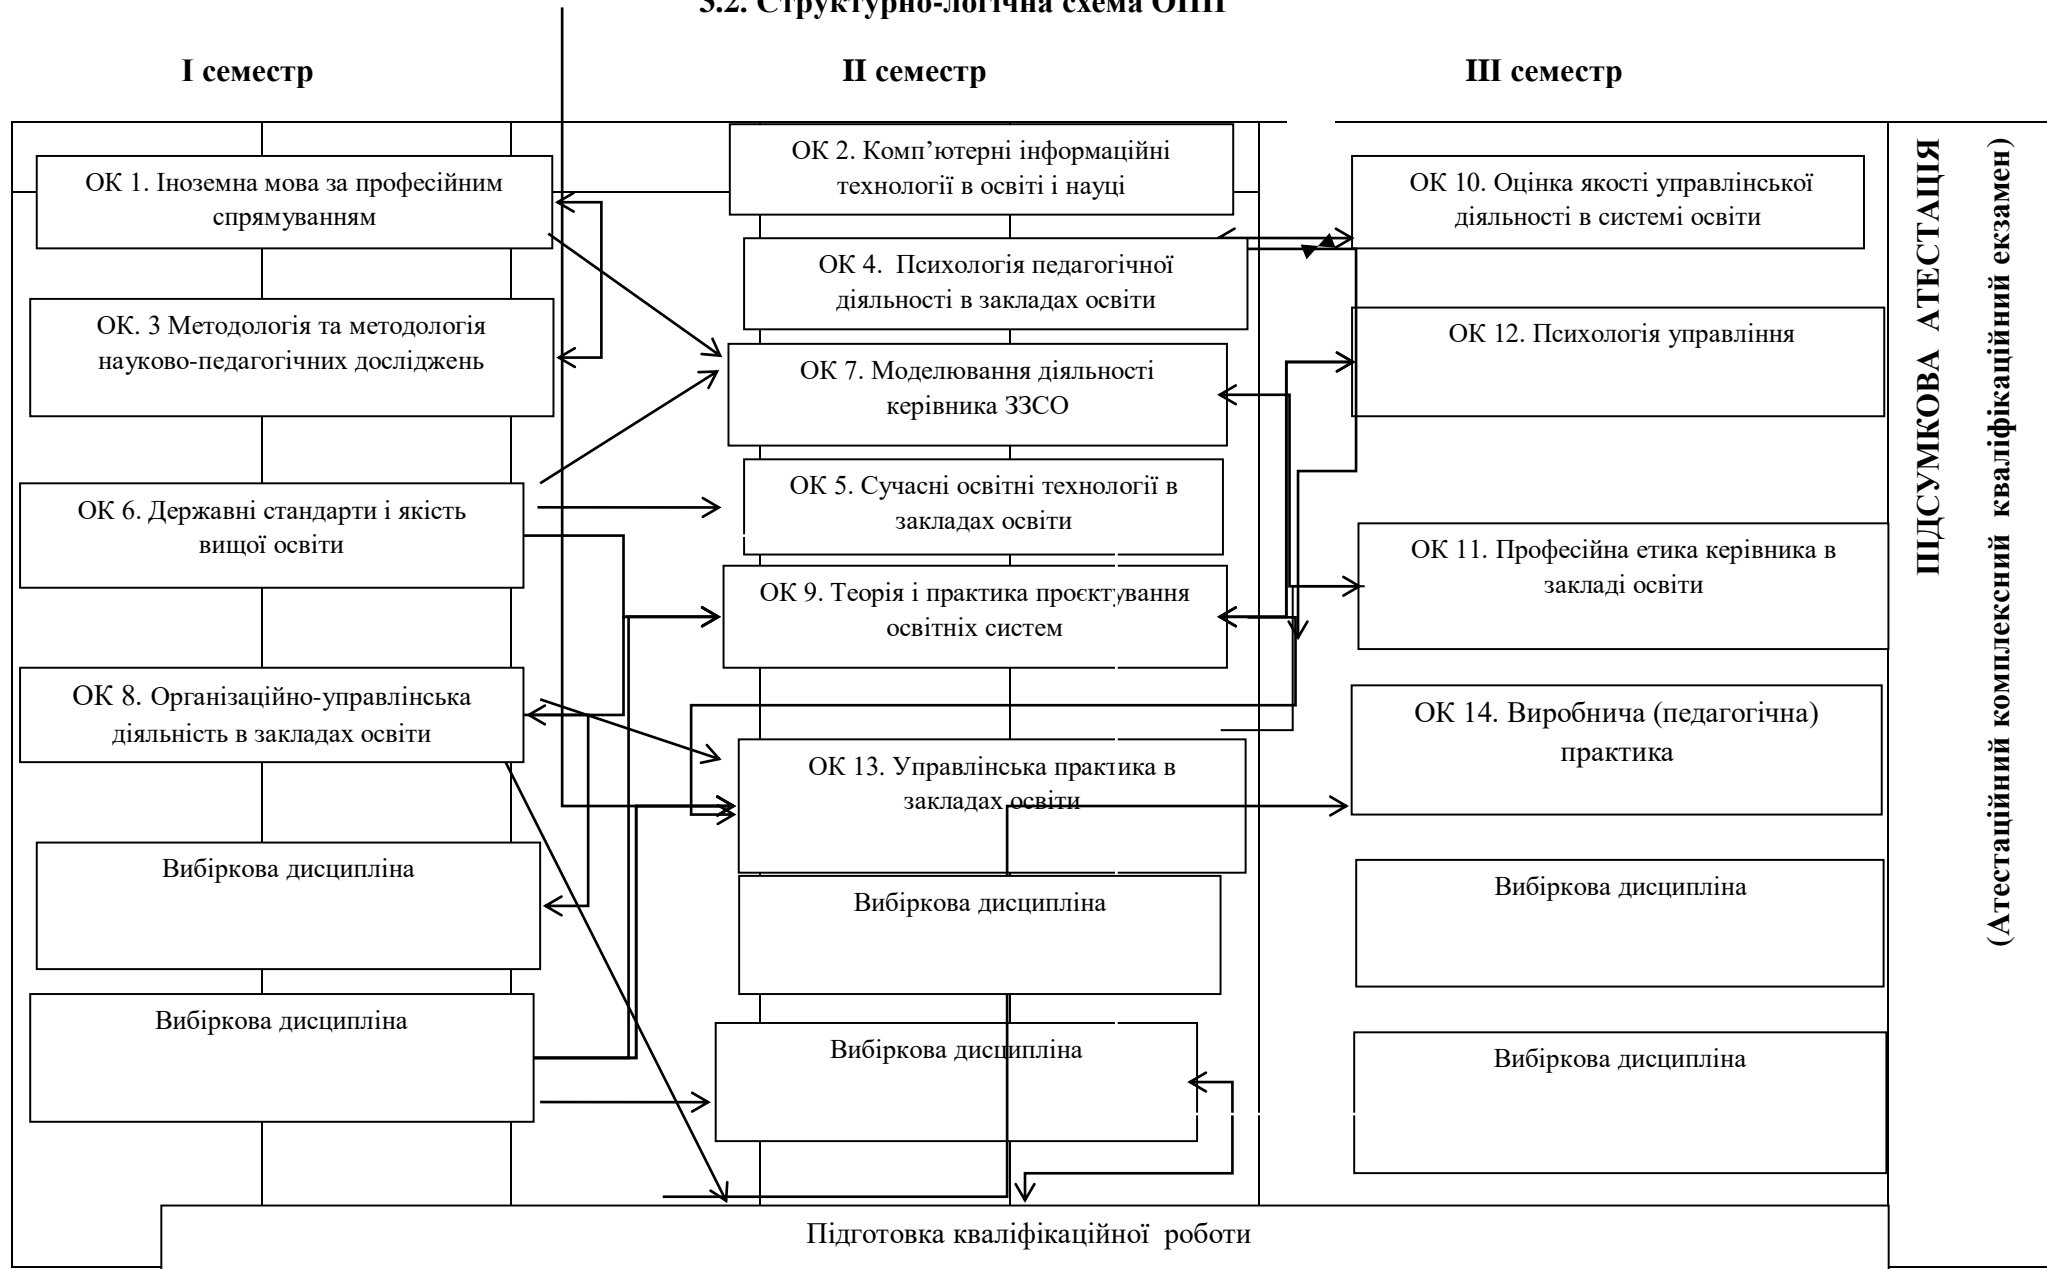 3.2. Структурно-логічна схема ОПП
І семестр
ІІ семестр
ІІІ семестр
ОК 1. Іноземна мова за професійним
спрямуванням
ОК. 3 Методологія та методологія
науково-педагогічних досліджень
ОК 6. Державні стандарти і якість
вищої освіти
ОК 8. Організаційно-управлінська
діяльність в закладах освіти
Вибіркова дисципліна
Вибіркова дисципліна
ОК 2. Комп’ютерні інформаційні
технології в освіті і науці
ОК 4.  Психологія педагогічної
діяльності в закладах освіти
ОК 7. Моделювання діяльності
керівника ЗЗСО
ОК 5. Сучасні освітні технології в
закладах освіти
ОК 9. Теорія і практика проєктування
освітніх систем
ОК 13. Управлінська практика в
закладах освіти
Вибіркова дисципліна
Вибіркова дисципліна
ОК 10. Оцінка якості управлінської
діяльності в системі освіти
ОК 12. Психологія управління
ОК 11. Професійна етика керівника в
закладі освіти
ОК 14. Виробнича (педагогічна)
практика
Вибіркова дисципліна
Вибіркова дисципліна
ПІДСУМКОВА АТЕСТАЦІЯ
(Атестаційний комплексний кваліфікаційний екзамен)
Підготовка кваліфікаційної роботи